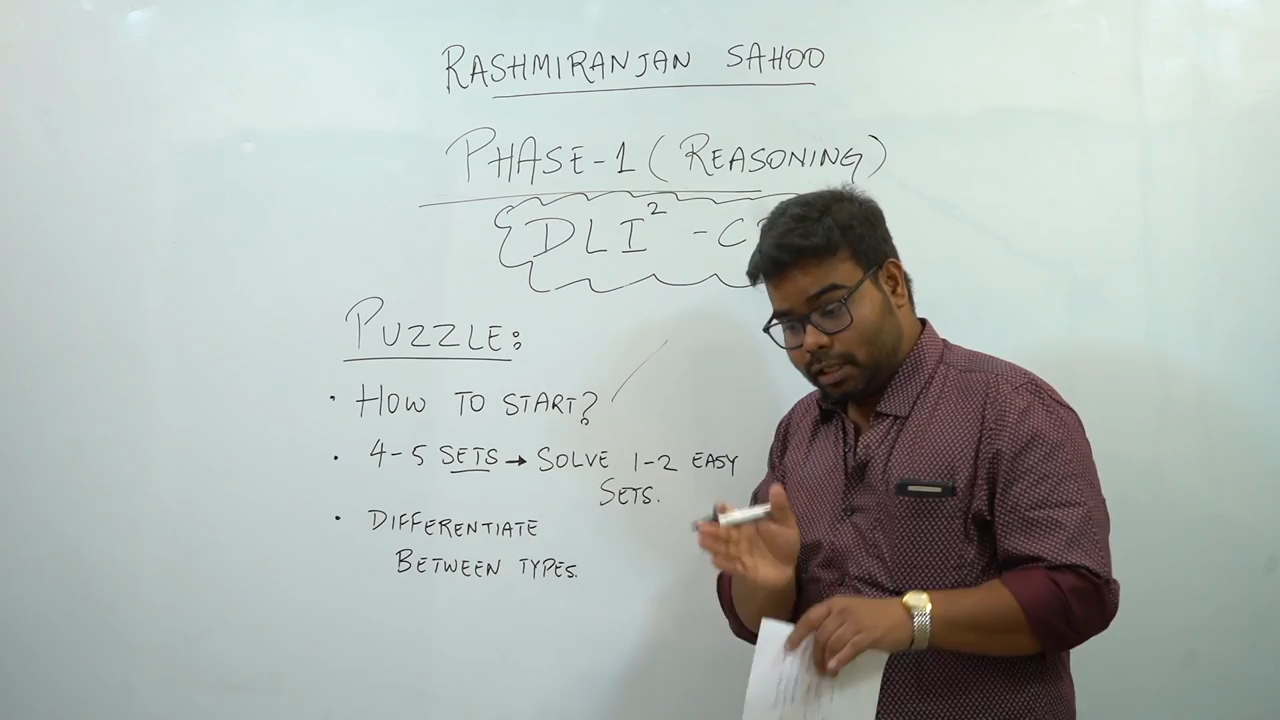 RASHMIRANJAN SAHOO
PHASE-1 (REASONING)
DLI² - C
PUZZLE:
• HOW TO START?
• 4-5 SETS → SOLVE 1-2 EASY
SETS.
• DIFFERENTIATE
BETWEEN TYPES.